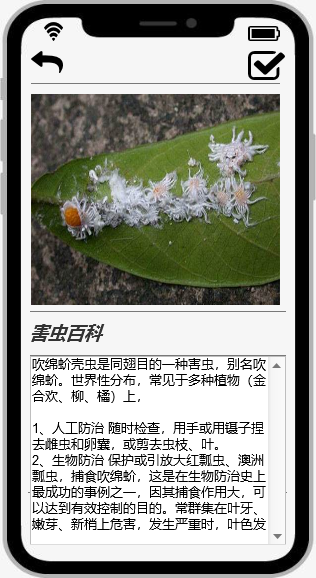 害虫百科
吹绵蚧壳虫是同翅目的一种害虫，别名吹
绵蚧。世界性分布，常见于多种植物（金
合欢、柳、橘）上，
1、人工防治 随时检查，用手或用镊子捏
去雌虫和卵囊，或剪去虫枝、叶。
2、生物防治 保护或引放大红瓢虫、澳洲
瓢虫，捕食吹绵蚧，这是在生物防治史上
最成功的事例之一，因其捕食作用大，可
以达到有效控制的目的。常群集在叶牙、
嫩芽、新梢上危害，发生严重时，叶色发